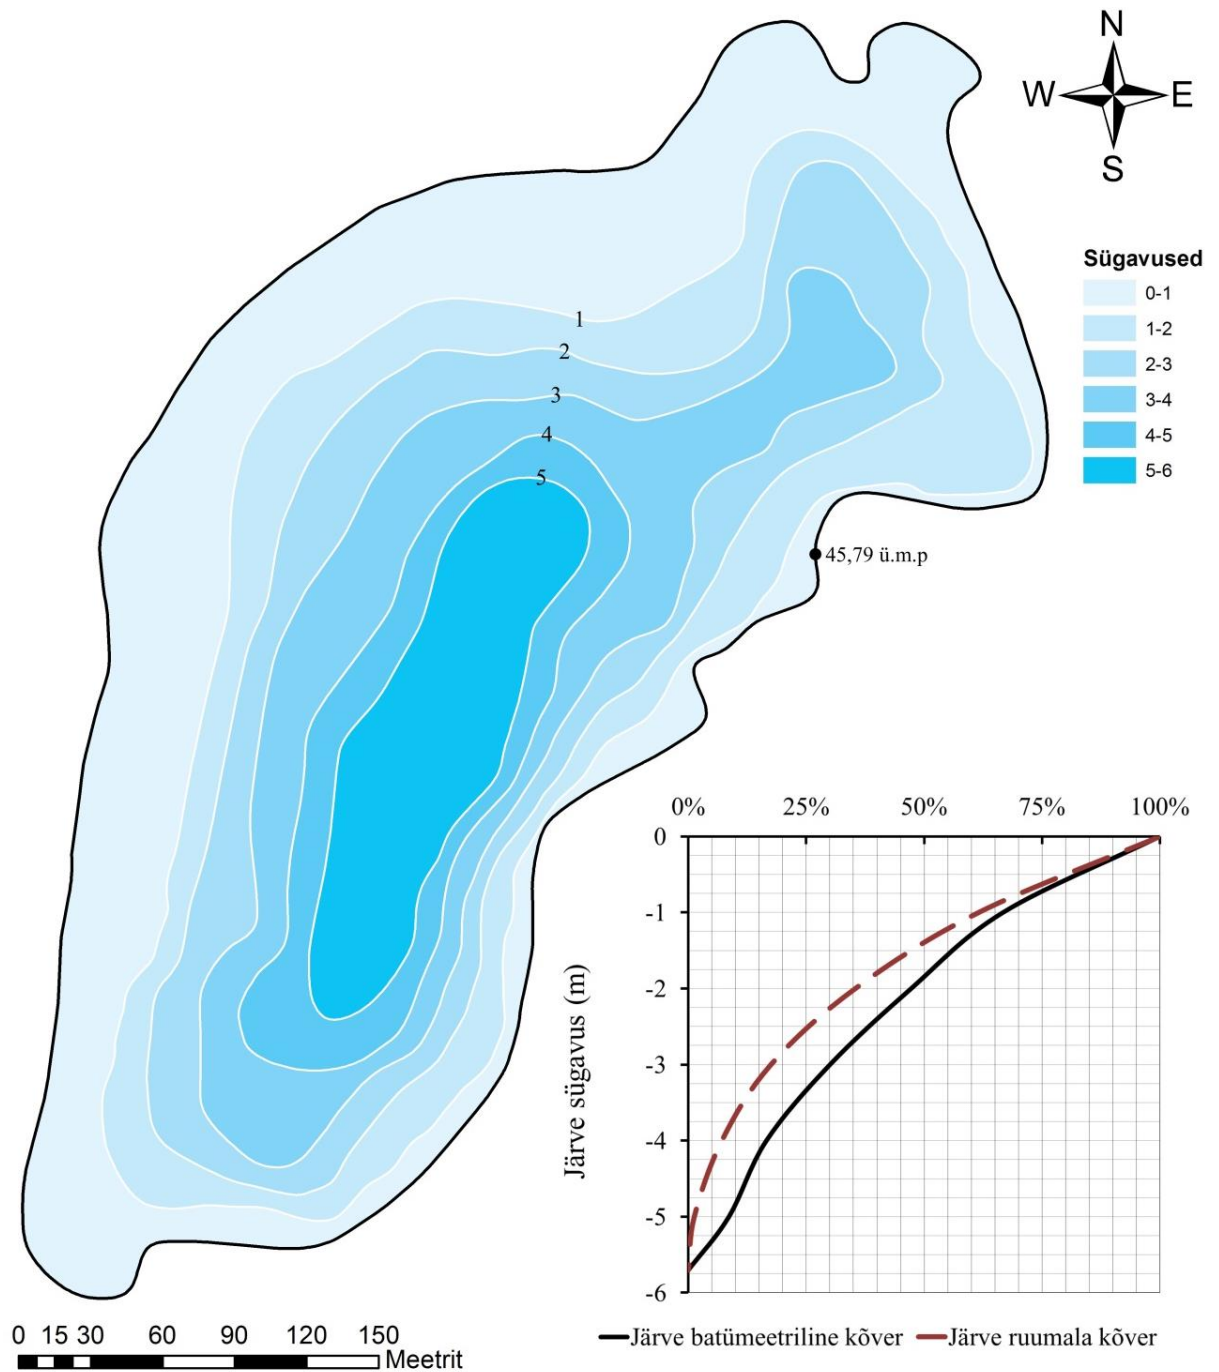 N
W E
S
Sügavused
0-1
1-2
2-3
3-4
4-5
5-6
1
2
3
4
5
45,79 ü.m.p
0% 25% 50% 75% 100%
0
-1
-2
-3
-4
-5
-6
Järve sügavus (m)
0 15 30 60 90 120 150
Meetrit
Järve batümeetriline kõver Järve ruumala kõver